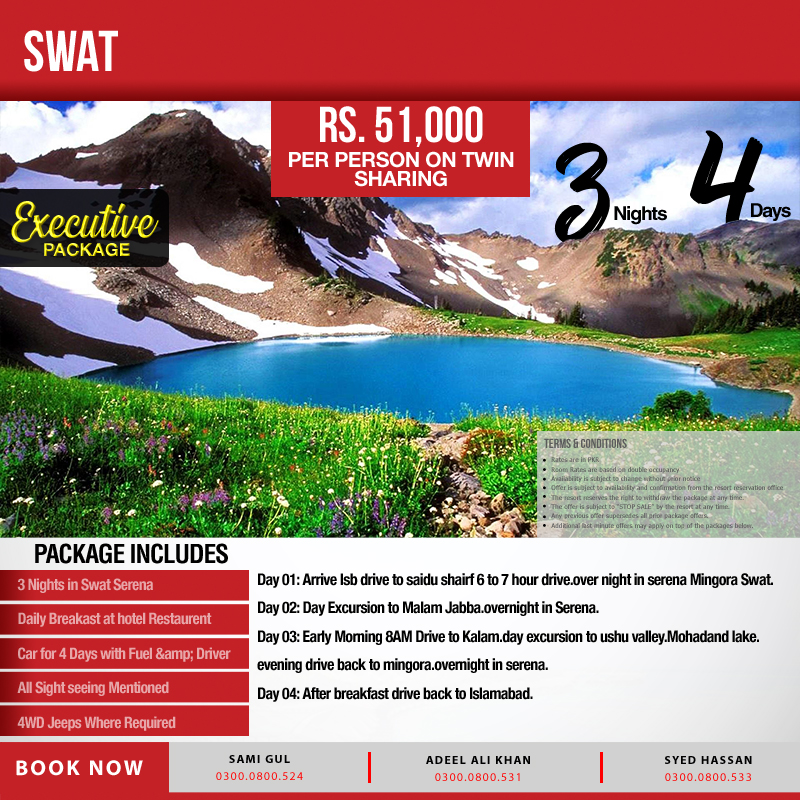 SWAT
RS. 51,000
PER PERSON ON TWIN
SHARING
3 Nights 4 Days
Executive
PACKAGE
TERMS & CONDITIONS
Rates are in PKR
Room Rates are based on double occupancy
Availability is subject to change without prior notice
Offer is subject to availability and confirmation from the resort reservation office.
The resort reserves the right to withdraw the package at any time.
The offer is subject to "STOP SALE" by the resort at any time.
Any previous offer supersedes all prior package offers.
Additional last minute offers may apply on top of the packages below.
PACKAGE INCLUDES
3 Nights in Swat Serena
Daily Breakast at hotel Restaurent
Car for 4 Days with Fuel &amp; Driver
All Sight seeing Mentioned
4WD Jeeps Where Required
Day 01: Arrive Isb drive to saidu shairf 6 to 7 hour drive.over night in serena Mingora Swat.
Day 02: Day Excursion to Malam Jabba.overnight in Serena.
Day 03: Early Morning 8AM Drive to Kalam.day excursion to ushu valley.Mohadand lake.
evening drive back to mingora.overnight in serena.
Day 04: After breakfast drive back to Islamabad.
BOOK NOW
SAMI GUL
0300.0800.524
ADEEL ALI KHAN
0300.0800.531
SYED HASSAN
0300.0800.533